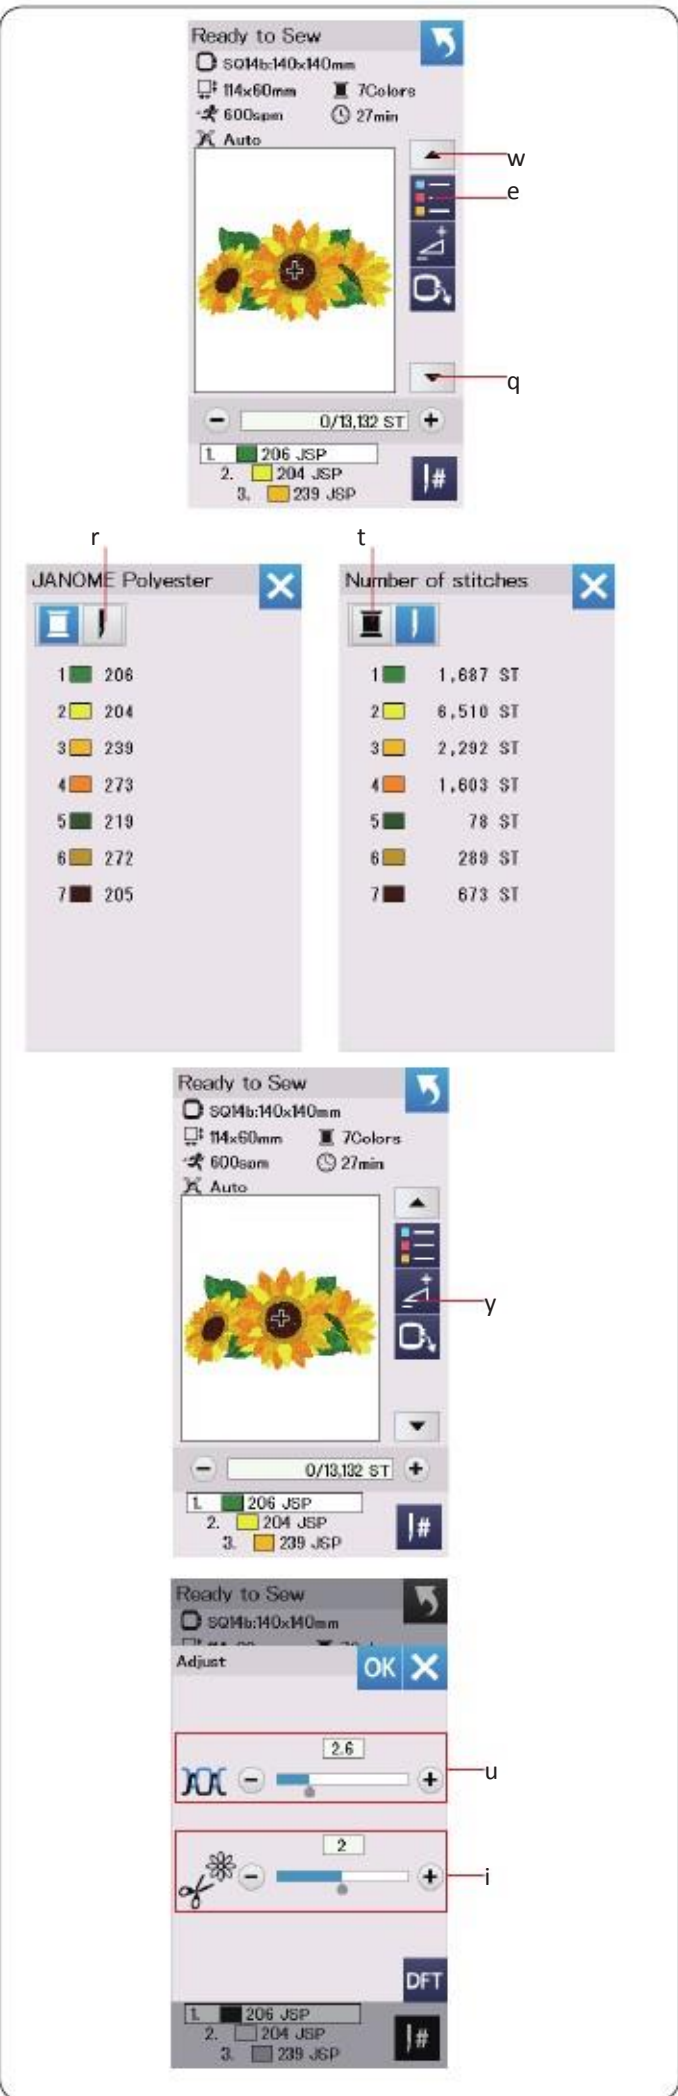 Ready to Sew
SQ14b:140x140mm
114x60mm 7Colors
600spm 27min
Auto
w
e
q
0/13,132 ST
1. 206 JSP
2. 204 JSP
3. 239 JSP
#
r t
JANOME Polyester
1 206
2 204
3 239
4 273
5 219
6 272
7 205
Number of stitches
1 1,687 ST
2 6,510 ST
3 2,292 ST
4 1,603 ST
5 78 ST
6 289 ST
7 673 ST
Ready to Sew
SQ14b:140x140mm
114x60mm 7Colors
600spm 27min
Auto
y
0/13,132 ST
1. 206 JSP
2. 204 JSP
3. 239 JSP
#
Ready to Sew
SQ14b:140x140mm
Adjust OK
2.6
u
2
i
DFT
1. 206 JSP
2. 204 JSP
3. 239 JSP
#